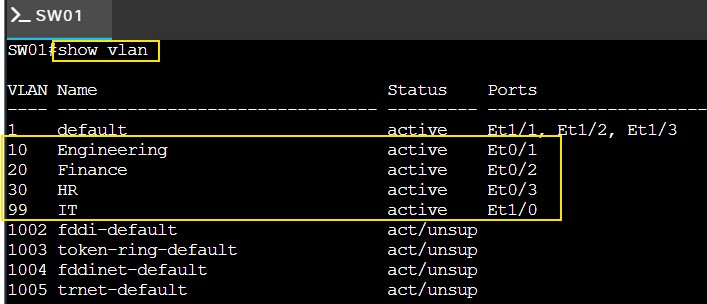 SW01
SW01#show vlan
VLAN Name                             Status    Ports
---- -------------------------------- --------- ----------------------
1    default                          active    Et1/1, Et1/2, Et1/3
10   Engineering                      active    Et0/1
20   Finance                          active    Et0/2
30   HR                               active    Et0/3
99   IT                               active    Et1/0
1002 fddi-default                     act/unsup
1003 token-ring-default               act/unsup
1004 fddinet-default                  act/unsup
1005 trnet-default                    act/unsup